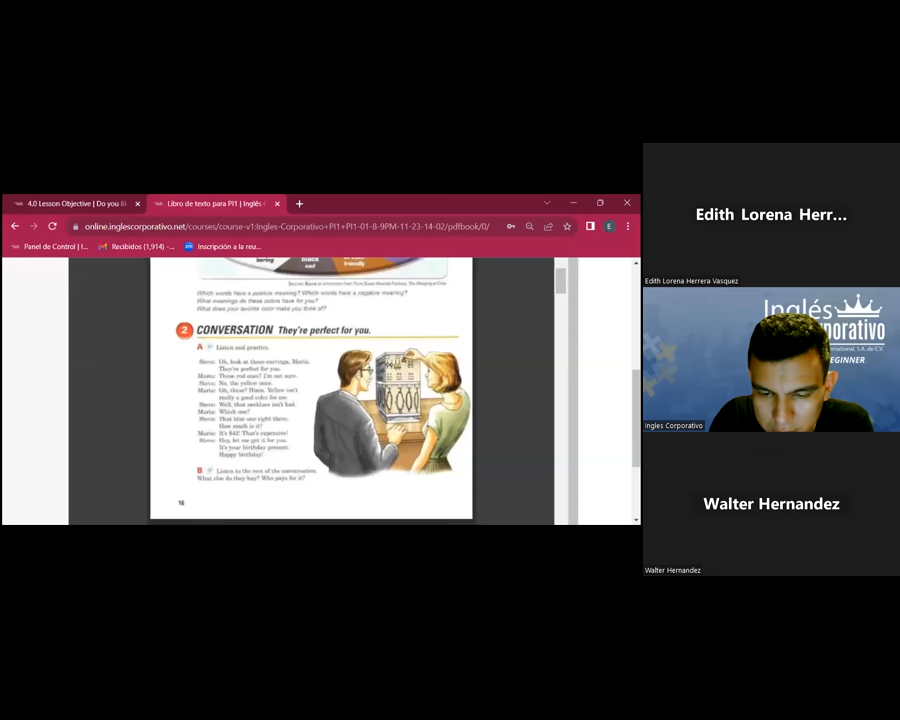 4.0 Lesson Objective | Do you li
Libro de texto para PI1 | Inglés C
online.inglescorporativo.net/courses/course-v1:Ingles-Corporativo+PI1+PI1-01-8-9PM-11-23-14-02/pdfbook/0/
E
Panel de Control | I...
Recibidos (1,914) -...
Inscripción a la reu...
boring
black
sad
friendly
Which words have a positive meaning? Which words have a negative meaning?
What meanings do these colors have for you?
What does your favorite color make you think of?
2 CONVERSATION They're perfect for you.
A Listen and practice.
Steve: Oh, look at those earrings, Maria.
They're perfect for you.
Maria: These red ones? I'm not sure.
Steve: No, the yellow ones.
Maria: Oh, these? Hmm. Yellow isn't
really a good color for me.
Steve: Well, that necklace isn't bad.
Maria: Which one?
Steve: That blue one right there.
How much is it?
Maria: It's $42! That's expensive!
Steve: Hey, let me get it for you.
It's your birthday present.
Happy birthday!
B Listen to the rest of the conversation.
What else do they buy? Who pays for it?
16
Edith Lorena Herr...
Edith Lorena Herrera Vasquez
Inglés
rporativo
EGINNER
Ingles Corporativo
Walter Hernandez
Walter Hernandez